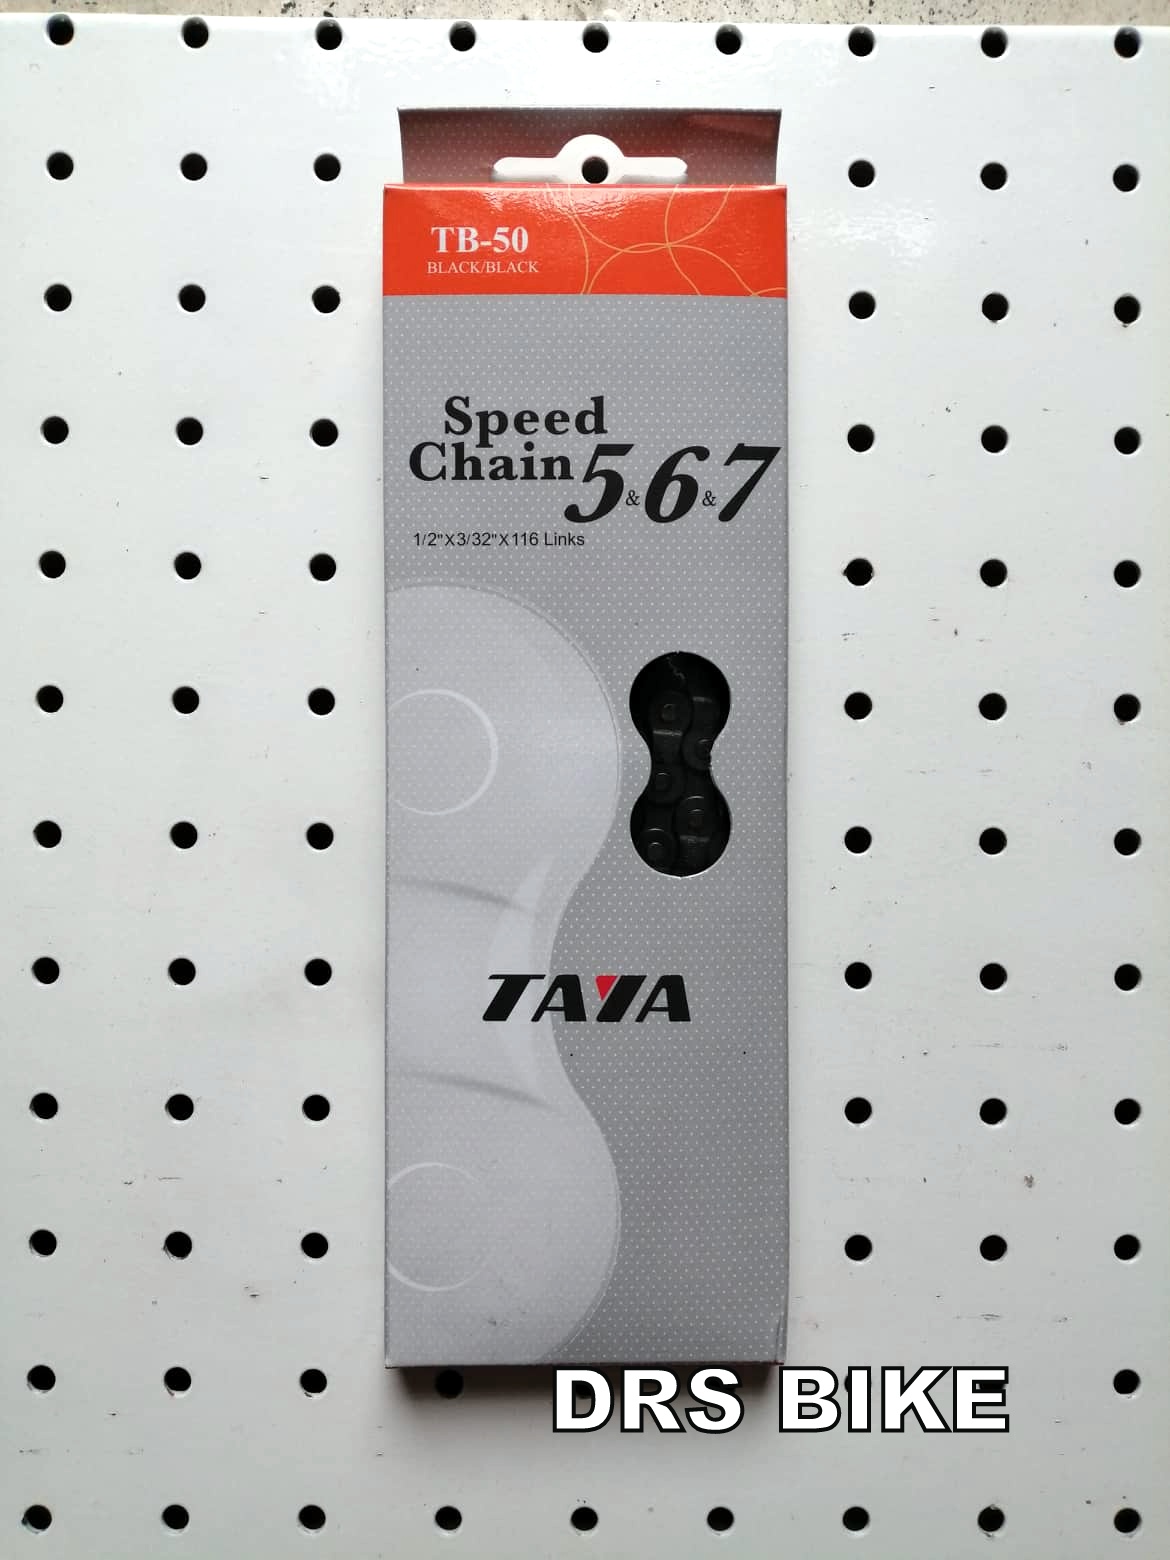 TB-50
BLACK/BLACK
Speed
Chain 5&6&7
1/2"X3/32"X116 Links
TAYA
DRS BIKE